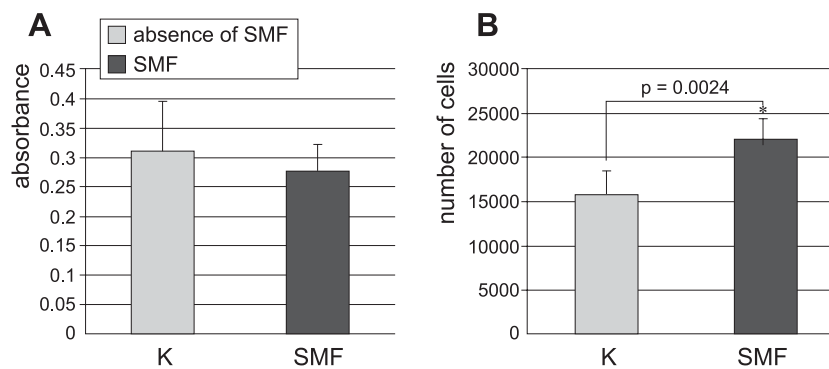 A
absence of SMF
SMF
absorbance
0.45
0.4
0.35
0.3
0.25
0.2
0.15
0.1
0.05
0
K SMF
B
number of cells
30000
25000
20000
15000
10000
5000
0
p = 0.0024
*
K SMF